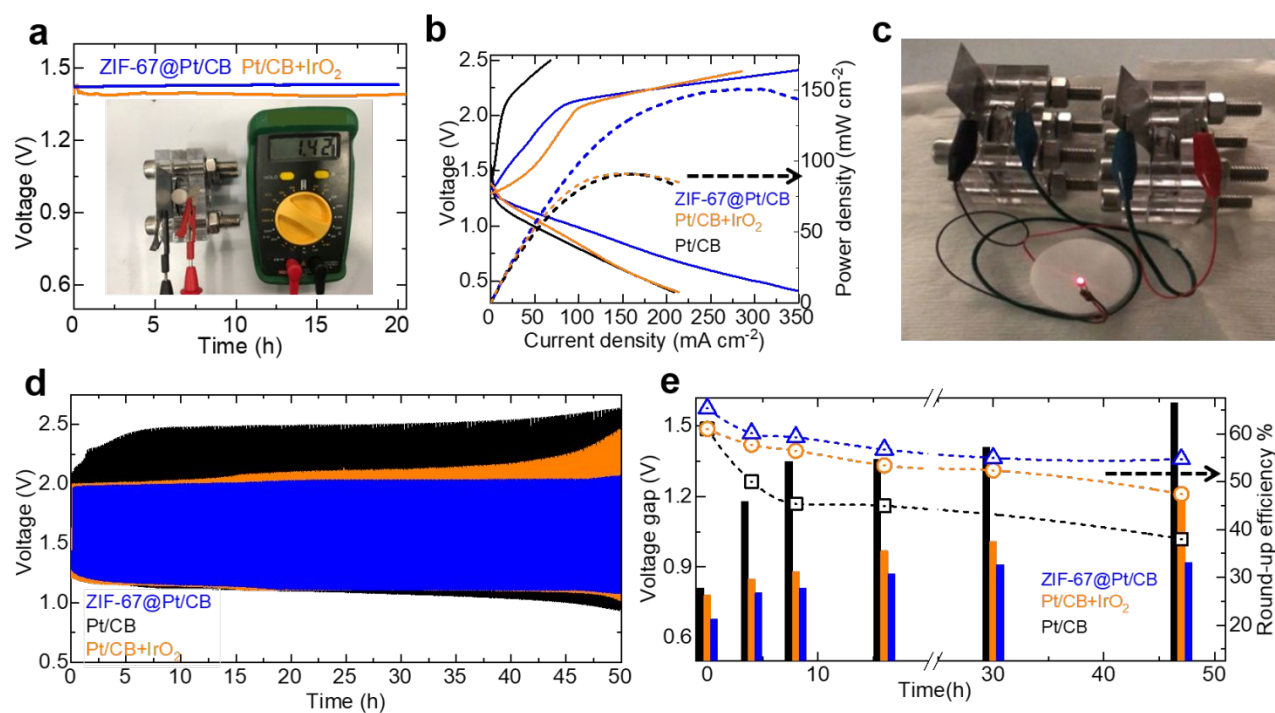 a
ZIF-67@Pt/CB Pt/CB+IrO2
Voltage (V)
1.5
1.2
0.9
0.6
0 5 10 15 20
Time (h)
1.42
HOLD
b
Voltage (V)
2.5
2.0
1.5
1.0
0.5
ZIF-67@Pt/CB
Pt/CB+IrO2
Pt/CB
Power density (mW cm-2)
150
100
50
0
0 50 100 150 200 250 300 350
Current density (mA cm-2)
c
d
Voltage (V)
2.5
2.0
1.5
1.0
0.5
ZIF-67@Pt/CB
Pt/CB
Pt/CB+IrO2
0 5 10 15 20 25 30 35 40 45 50
Time (h)
e
Voltage gap (V)
1.5
1.2
0.9
0.6
ZIF-67@Pt/CB
Pt/CB+IrO2
Pt/CB
Round-up efficiency %
60
50
40
30
20
0 10 30 40 50
Time(h)